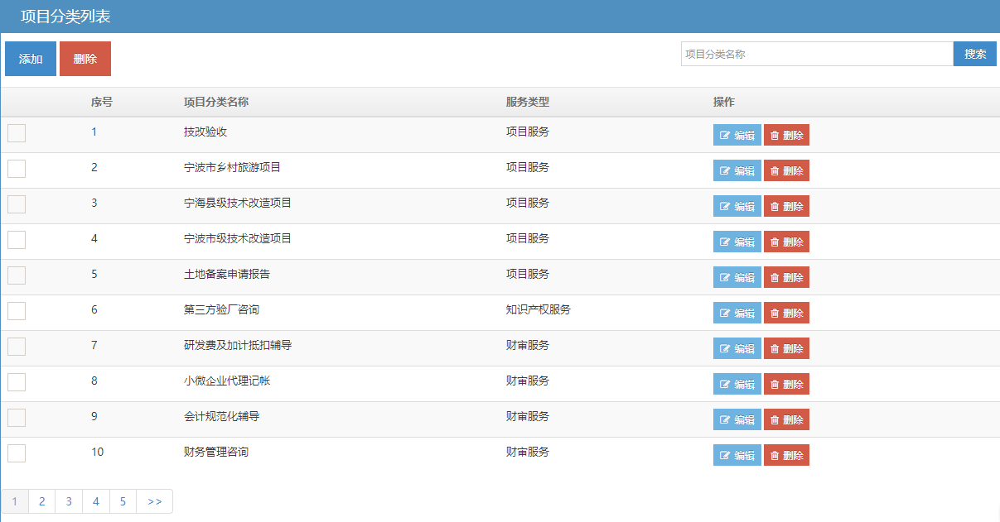 项目分类列表
添加 删除 项目分类名称 搜索
序号 项目分类名称 服务类型 操作
1 技改验收 项目服务 编辑 删除
2 宁波市乡村旅游项目 项目服务 编辑 删除
3 宁海县级技术改造项目 项目服务 编辑 删除
4 宁波市级技术改造项目 项目服务 编辑 删除
5 土地备案申请报告 项目服务 编辑 删除
6 第三方验厂咨询 知识产权服务 编辑 删除
7 研发费及加计抵扣辅导 财审服务 编辑 删除
8 小微企业代理记帐 财审服务 编辑 删除
9 会计规范化辅导 财审服务 编辑 删除
10 财务管理咨询 财审服务 编辑 删除
1 2 3 4 5 >>